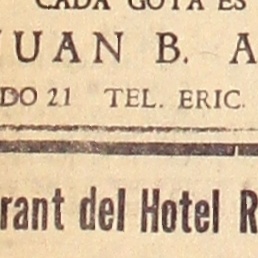 CADA GOTA ES
JUAN B. A
DO 21 TEL. ERIC.
rant del Hotel R